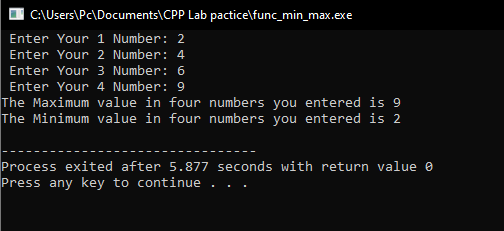 C:\Users\Pc\Documents\CPP Lab pactice\func_min_max.exe
Enter Your 1 Number: 2
Enter Your 2 Number: 4
Enter Your 3 Number: 6
Enter Your 4 Number: 9
The Maximum value in four numbers you entered is 9
The Minimum value in four numbers you entered is 2
--------------------------------
Process exited after 5.877 seconds with return value 0
Press any key to continue . . .